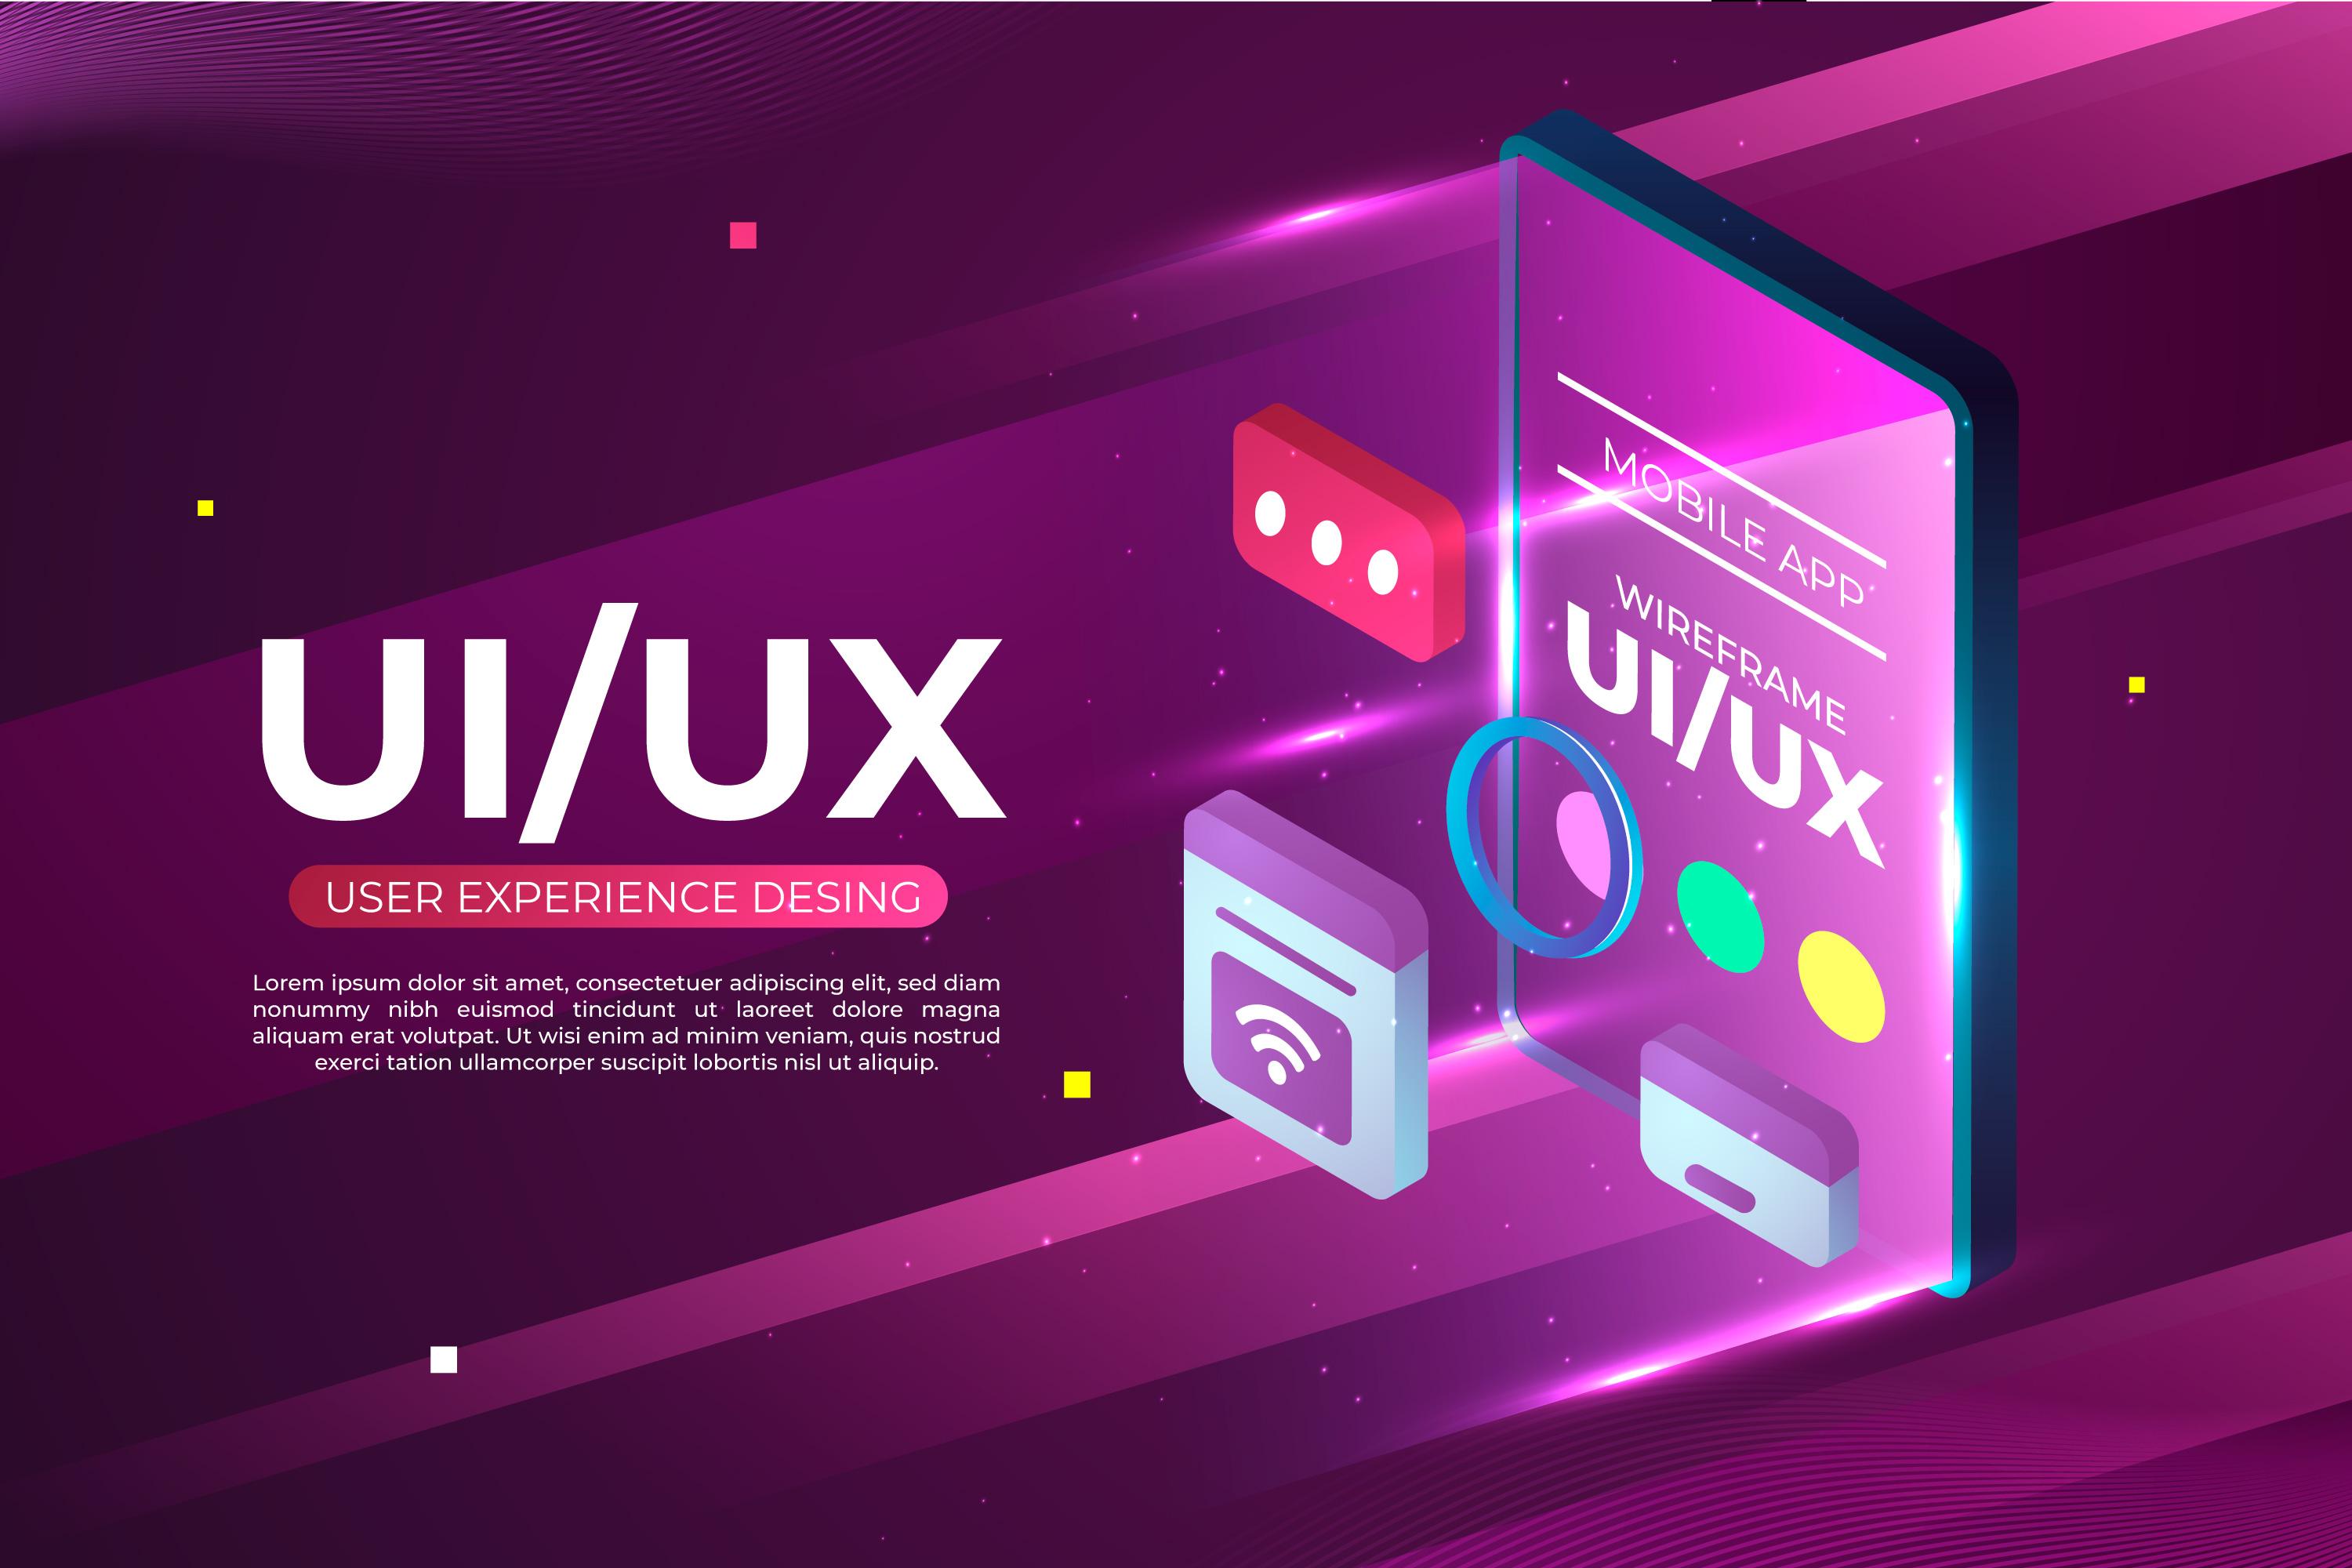 UI/UX
USER EXPERIENCE DESING
Lorem ipsum dolor sit amet, consectetuer adipiscing elit, sed diam
nonummy nibh euismod tincidunt ut laoreet dolore magna
aliquam erat volutpat. Ut wisi enim ad minim veniam, quis nostrud
exerci tation ullamcorper suscipit lobortis nisl ut aliquip.
MOBILE APP
WIREFRAME
UI/UX